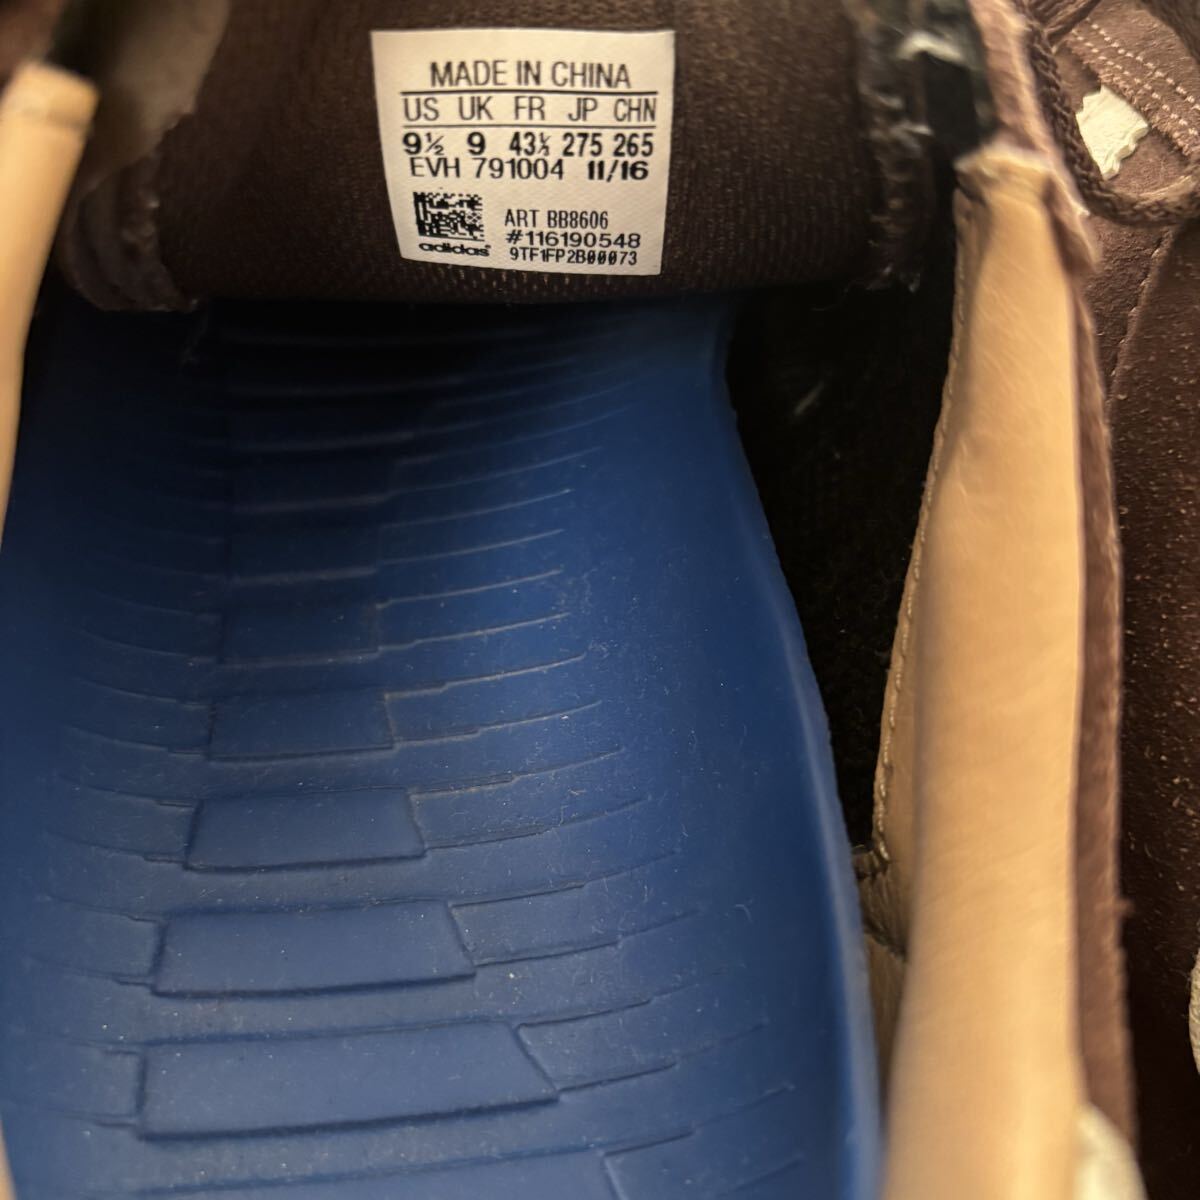 MADE IN CHINA
US UK FR JP CHN
9½ 9 43⅓ 275 265
EVH 791004 11/16
ART BB8606
#116190548
adidas 9TF1FP2B00073